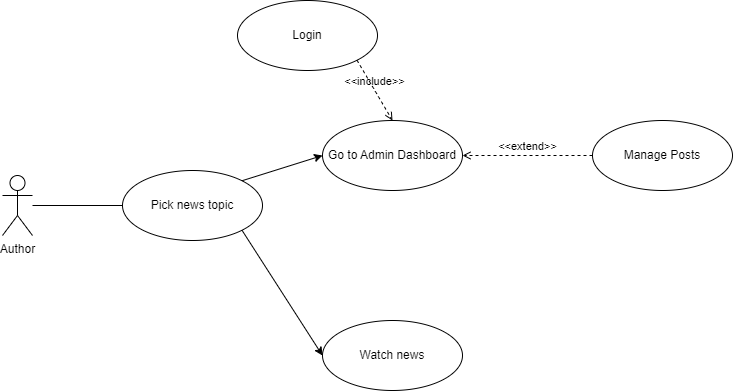 Login
<<include>>
Go to Admin Dashboard
<<extend>>
Manage Posts
Pick news topic
Author
Watch news